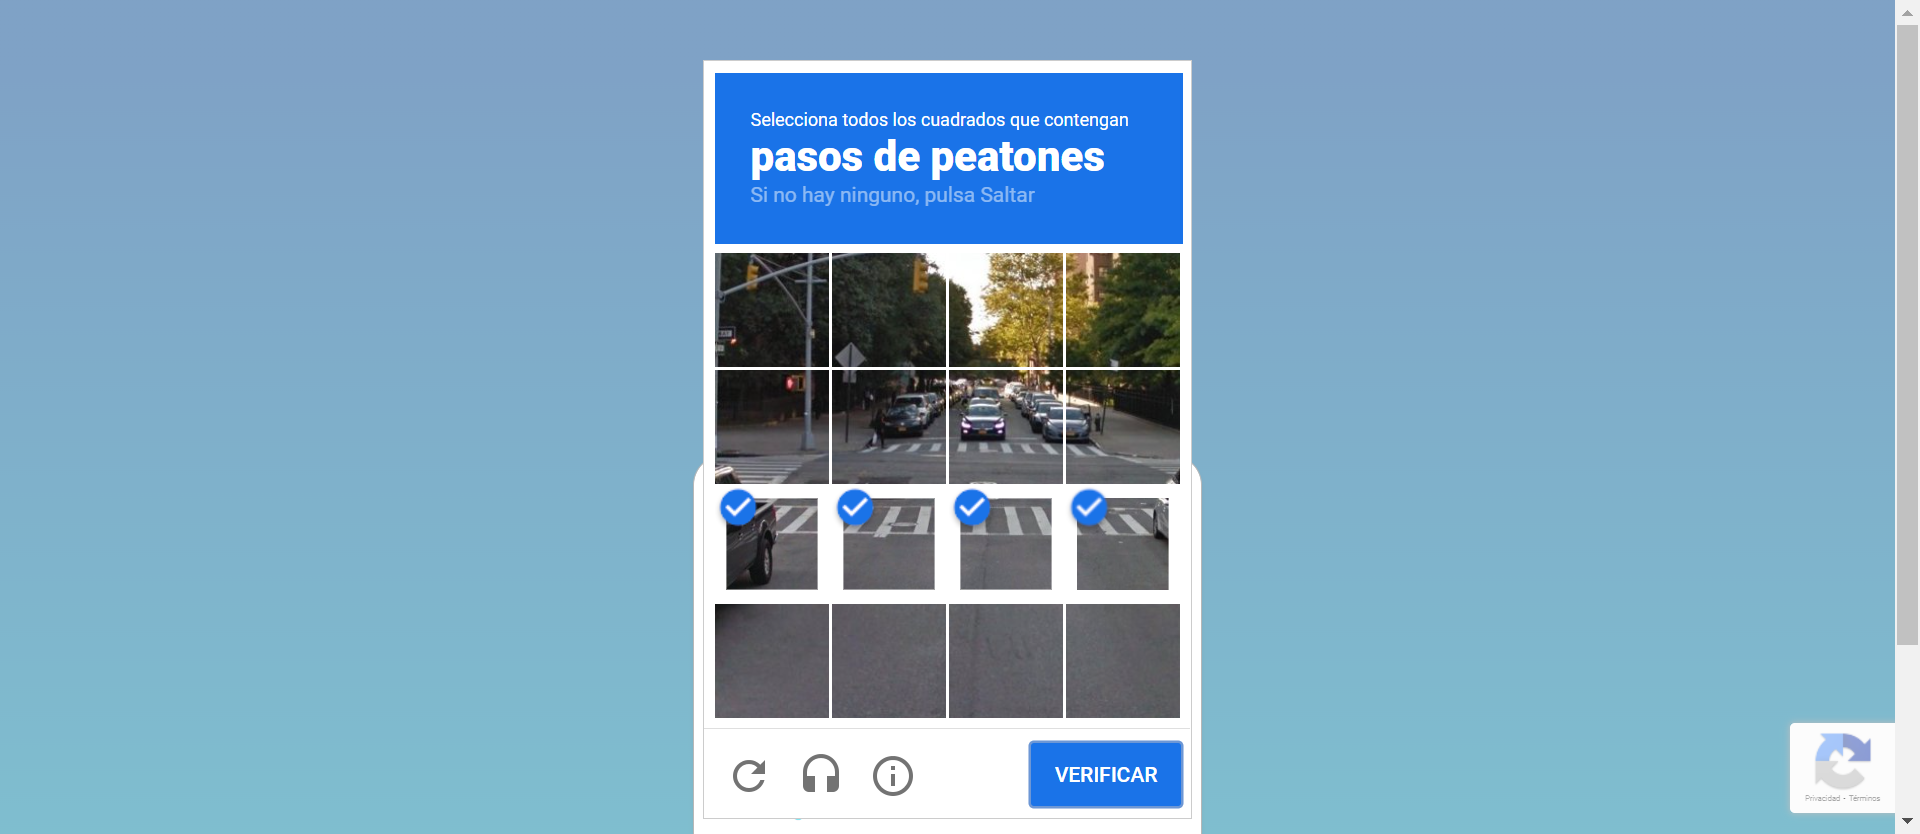 Selecciona todos los cuadrados que contengan
pasos de peatones
Si no hay ninguno, pulsa Saltar
VERIFICAR
Privacidad - Términos